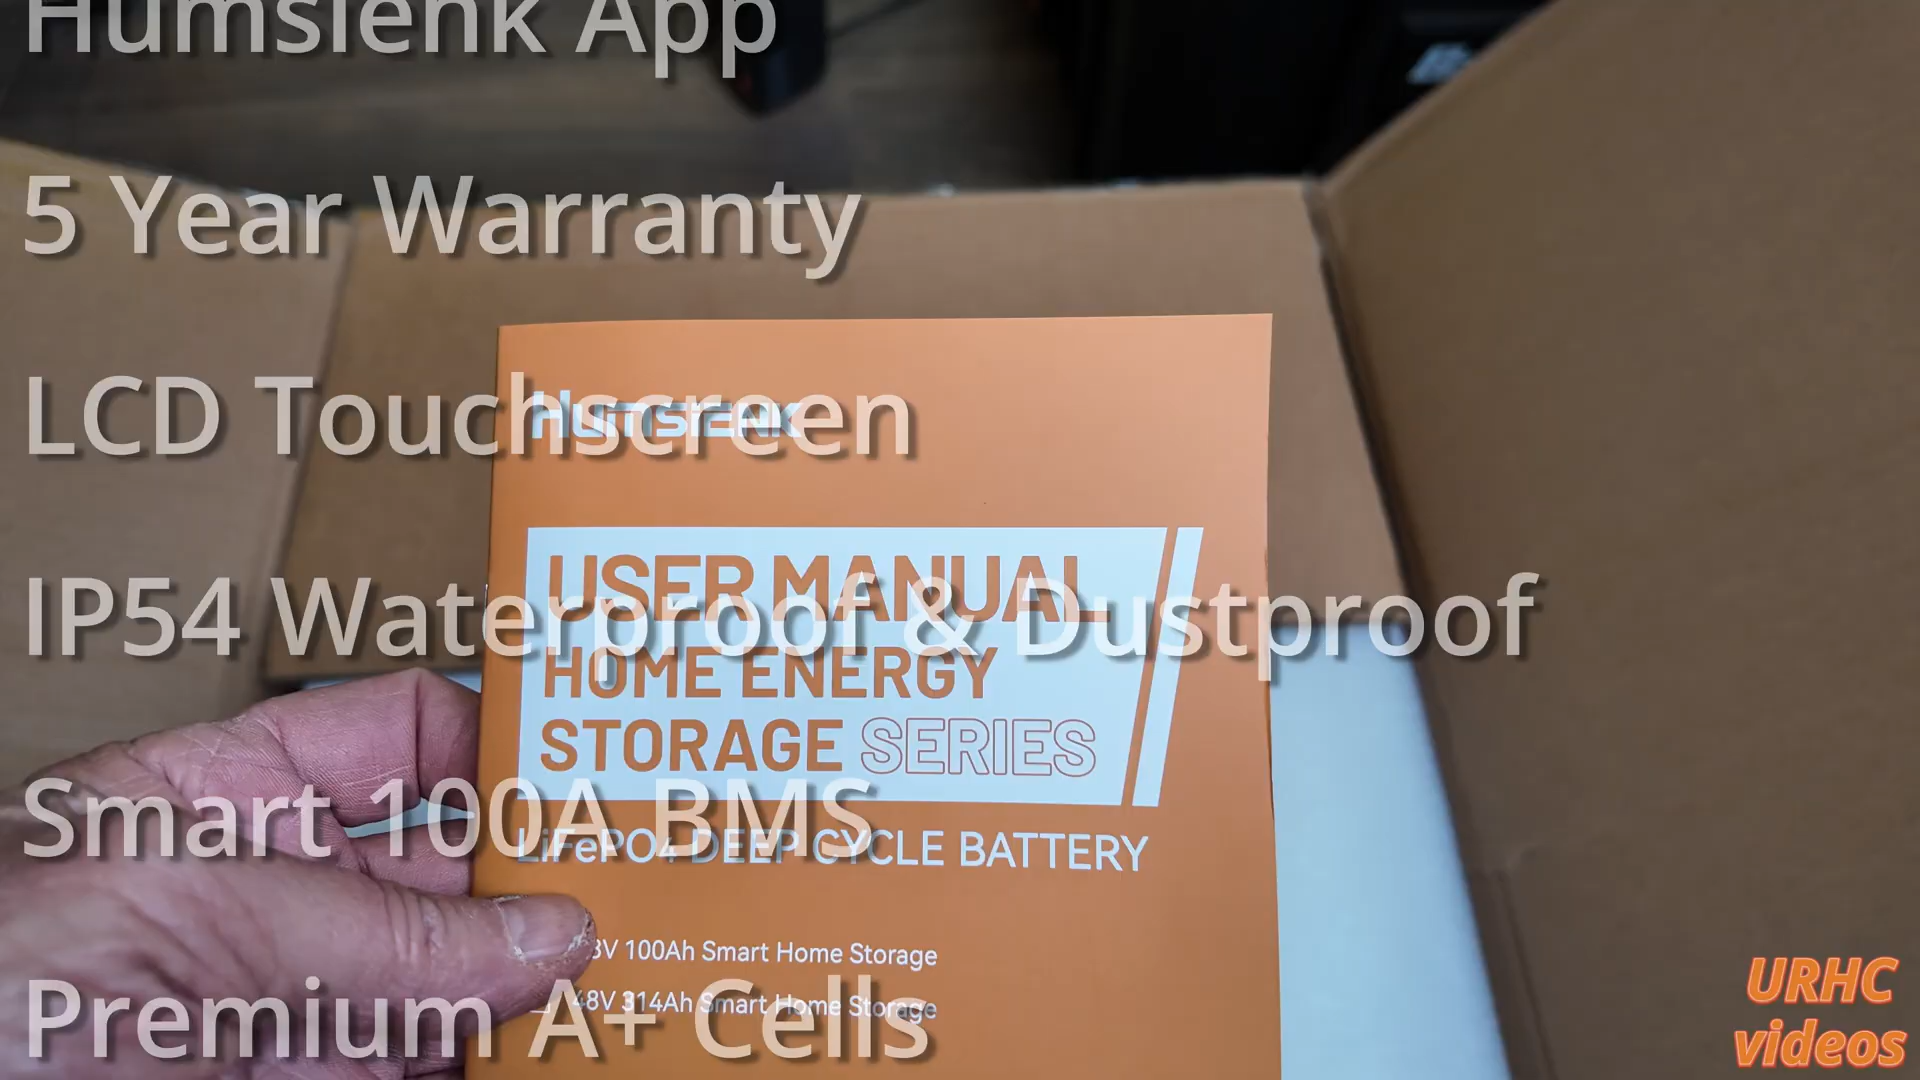 Humsienk App
5 Year Warranty
LCD Touchscreen
HUMSIENK
IP54 Waterproof & Dustproof
USER MANUAL
HOME ENERGY
STORAGE SERIES
Smart 100A BMS
LiFePO4 DEEP CYCLE BATTERY
100Ah Smart Home Storage
Premium A+ Cells
48V 314Ah Smart Home Storage
URHC
videos